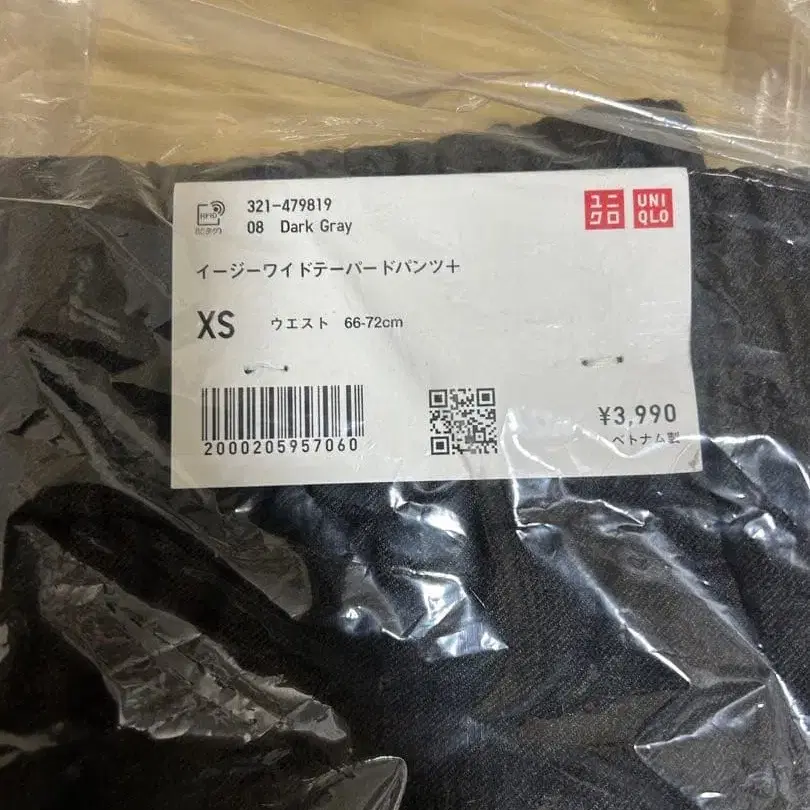 RFID
321-479819
08 Dark Gray
ユニクロ
UNIQLO
イージーワイドテーパードパンツ+
XS ウエスト 66-72cm
2000205957060
¥3,990
ベトナム製